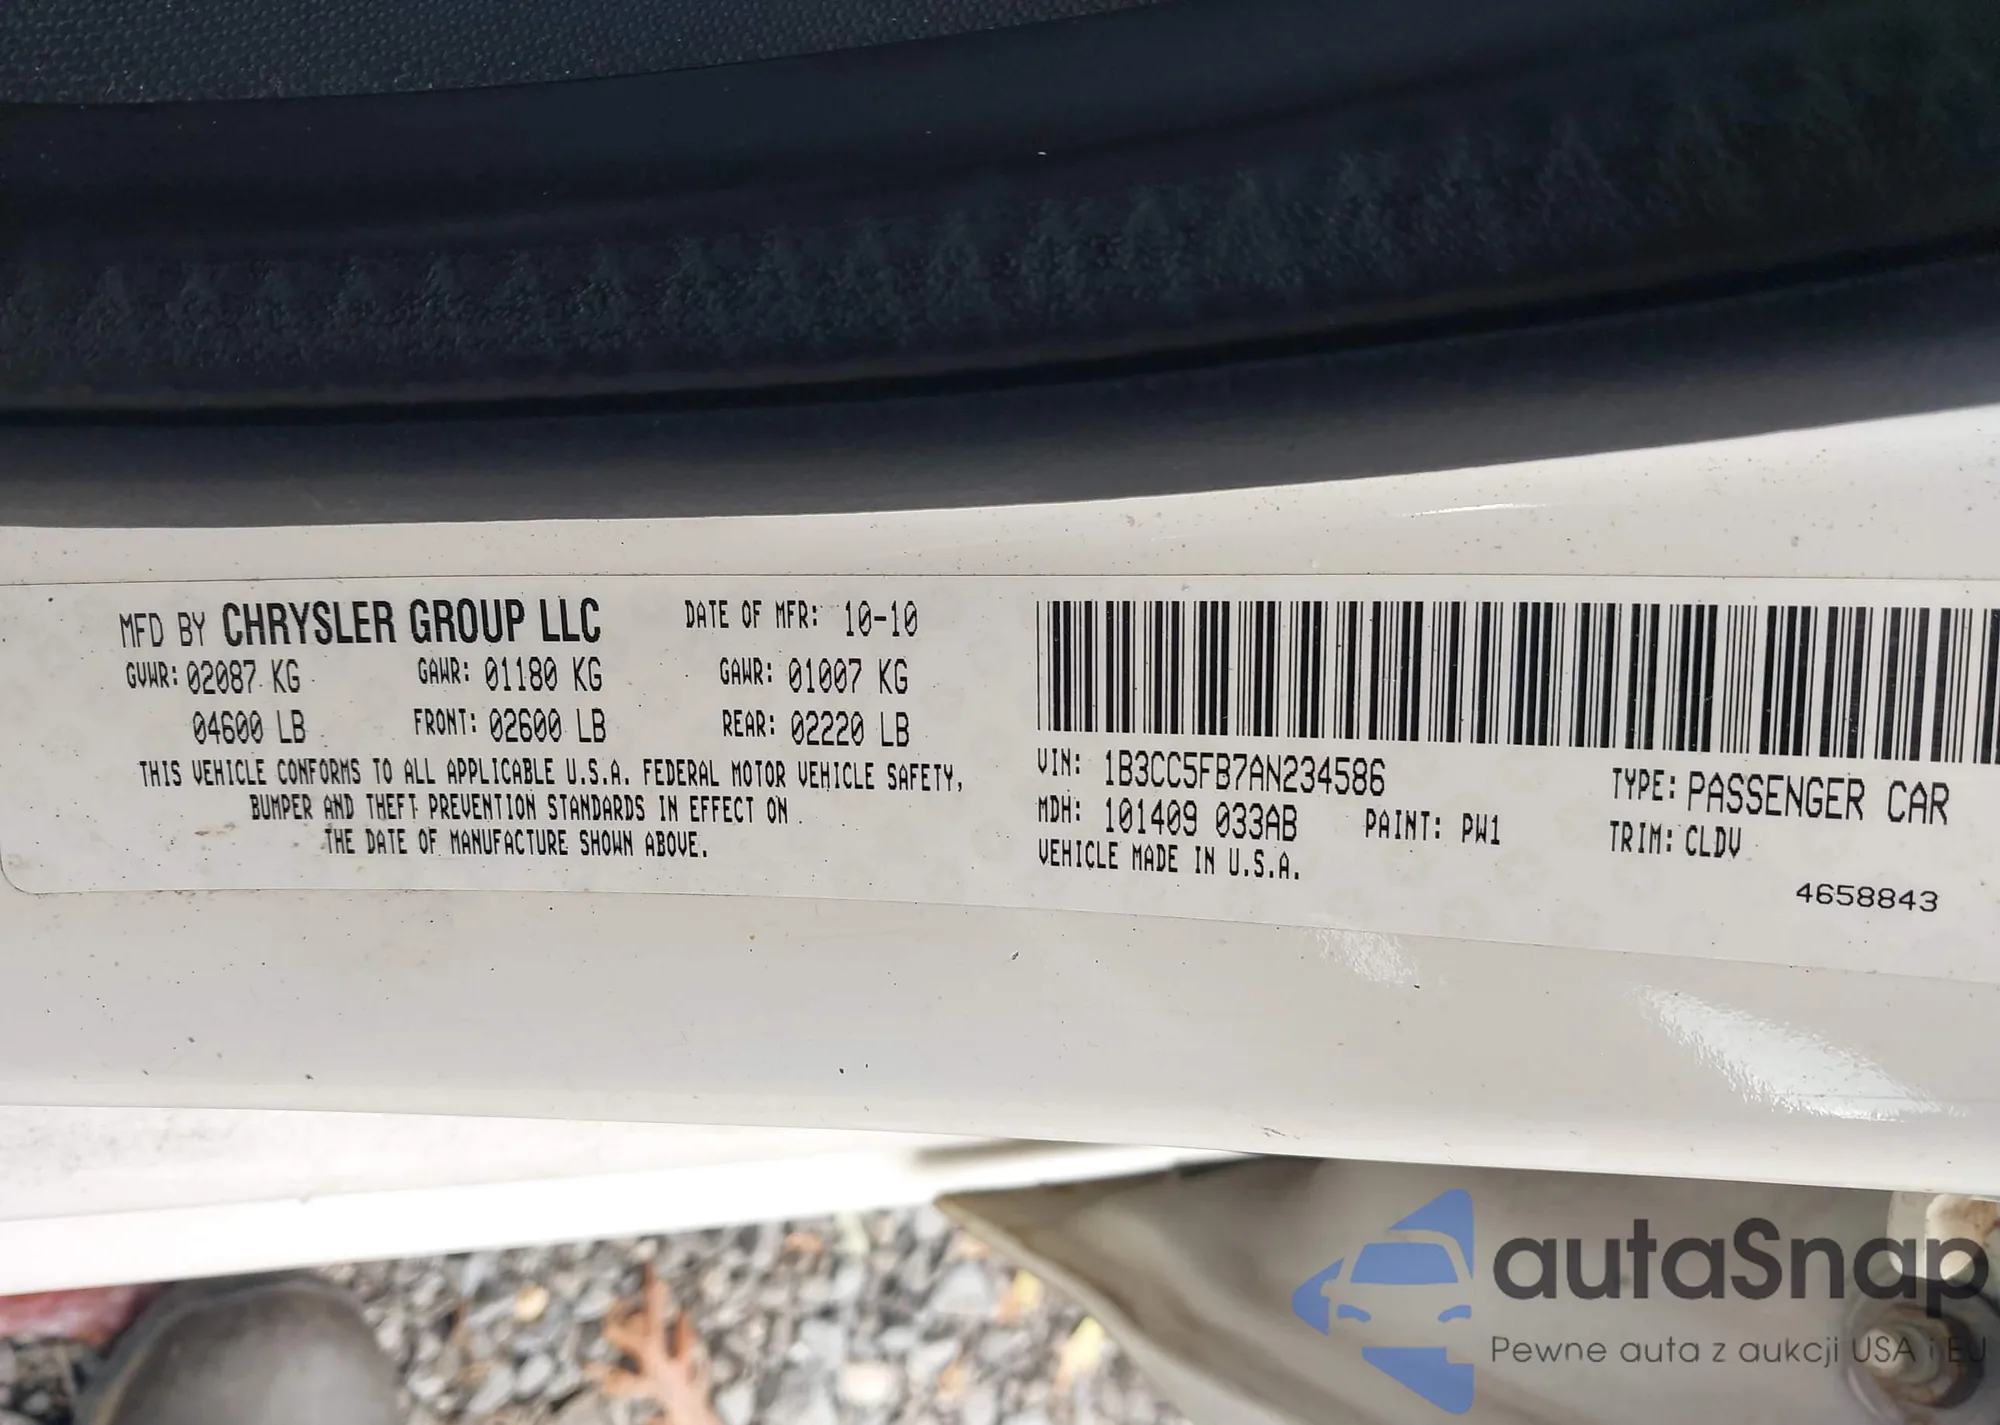 MFD BY CHRYSLER GROUP LLC DATE OF MFR: 10-10
GVWR: 02087 KG GAWR: 01180 KG GAWR: 01007 KG
04600 LB FRONT: 02600 LB REAR: 02220 LB
THIS VEHICLE CONFORMS TO ALL APPLICABLE U.S.A. FEDERAL MOTOR VEHICLE SAFETY,
BUMPER AND THEFT PREVENTION STANDARDS IN EFFECT ON
THE DATE OF MANUFACTURE SHOWN ABOVE.
VIN: 1B3CC5FB7AN234586 TYPE: PASSENGER CAR
MDH: 101409 033AB PAINT: PW1 TRIM: CLDV
VEHICLE MADE IN U.S.A.
4658843
autaSnap
Pewne auta z aukcji USA i EU